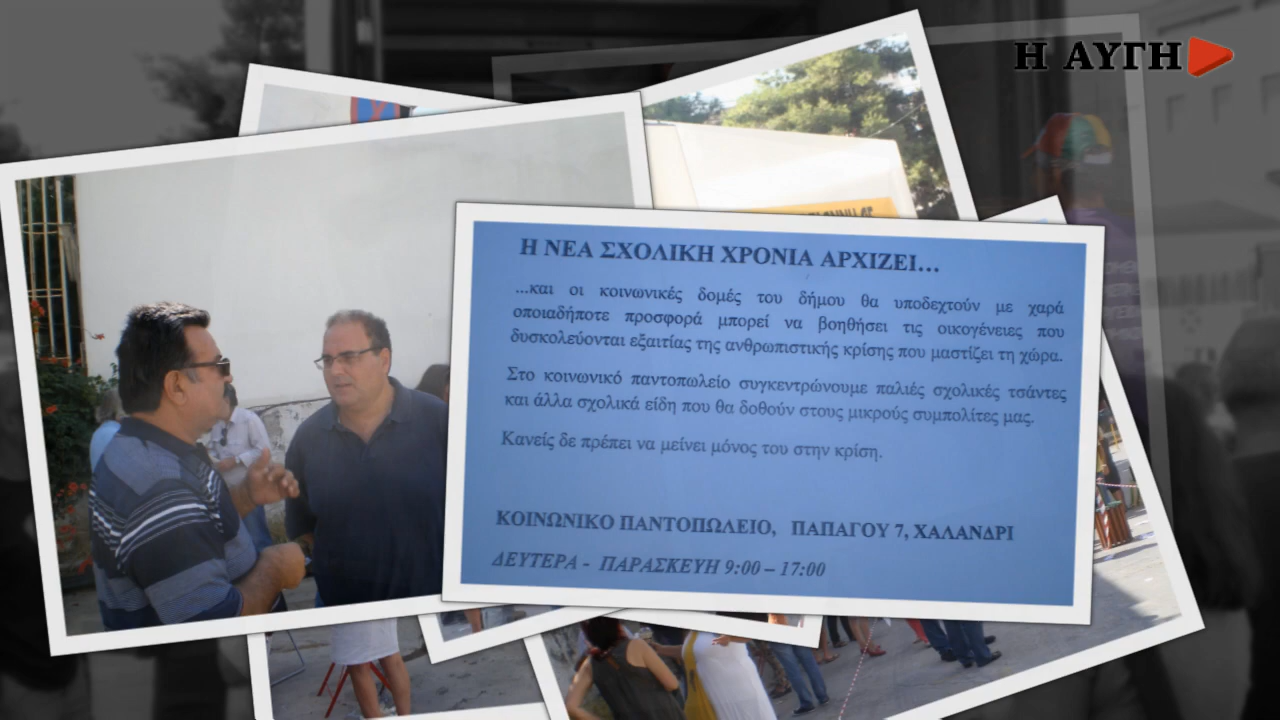 Η ΑΥΓΗ
Η ΝΕΑ ΣΧΟΛΙΚΗ ΧΡΟΝΙΑ ΑΡΧΙΖΕΙ…
...και οι κοινωνικές δομές του δήμου θα υποδεχτούν με χαρά
οποιαδήποτε προσφορά μπορεί να βοηθήσει τις οικογένειες που
δυσκολεύονται εξαιτίας της ανθρωπιστικής κρίσης που μαστίζει τη χώρα.
Στο κοινωνικό παντοπωλείο συγκεντρώνουμε παλιές σχολικές τσάντες
και άλλα σχολικά είδη που θα δοθούν στους μικρούς συμπολίτες μας.
Κανείς δε πρέπει να μείνει μόνος του στην κρίση.
ΚΟΙΝΩΝΙΚΟ ΠΑΝΤΟΠΩΛΕΙΟ, ΠΑΠΑΓΟΥ 7, ΧΑΛΑΝΔΡΙ
ΔΕΥΤΕΡΑ - ΠΑΡΑΣΚΕΥΗ 9:00 – 17:00